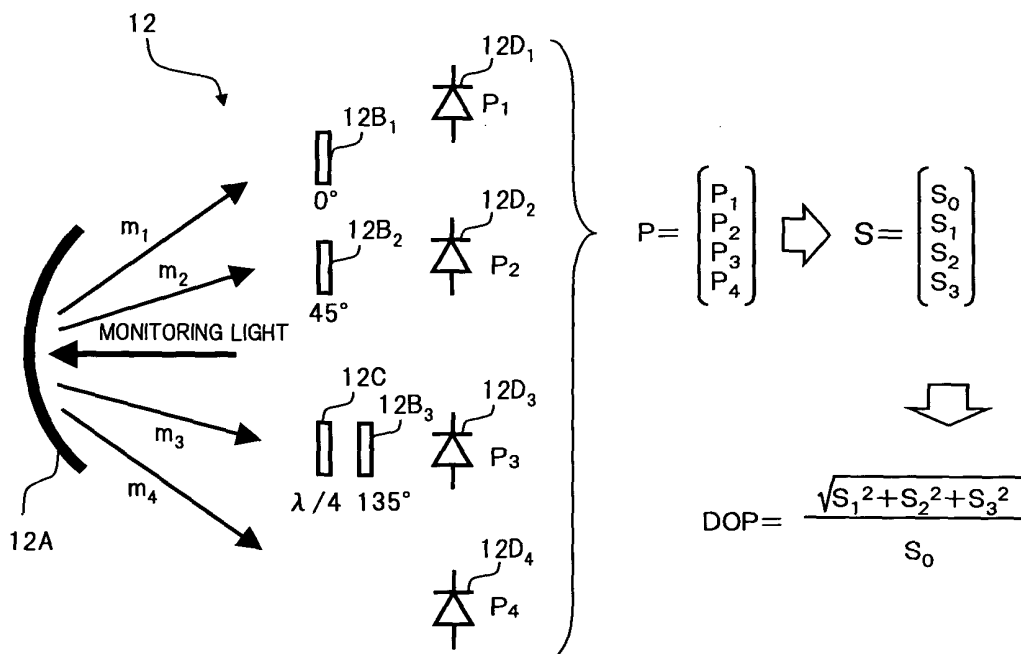 12
12D₁
P₁
12B₁
0°
m₁
12D₂
12B₂
P₂
m₂
45°
MONITORING LIGHT
P= [P₁ P₂ P₃ P₄]
S= [S₀ S₁ S₂ S₃]
12C
12B₃
12D₃
m₃
P₃
λ/4 135°
m₄
12A
12D₄
P₄
DOP= √S₁²+S₂²+S₃²
S₀